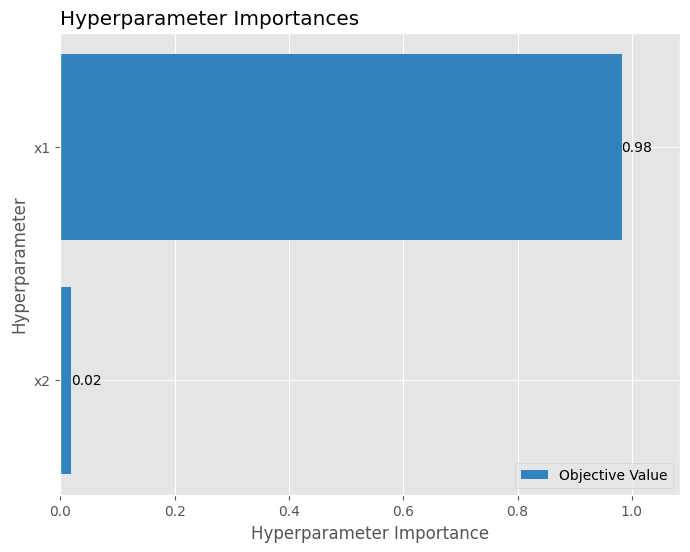 Hyperparameter Importances
Hyperparameter
x1
0.98
x2
0.02
Objective Value
0.0 0.2 0.4 0.6 0.8 1.0
Hyperparameter Importance